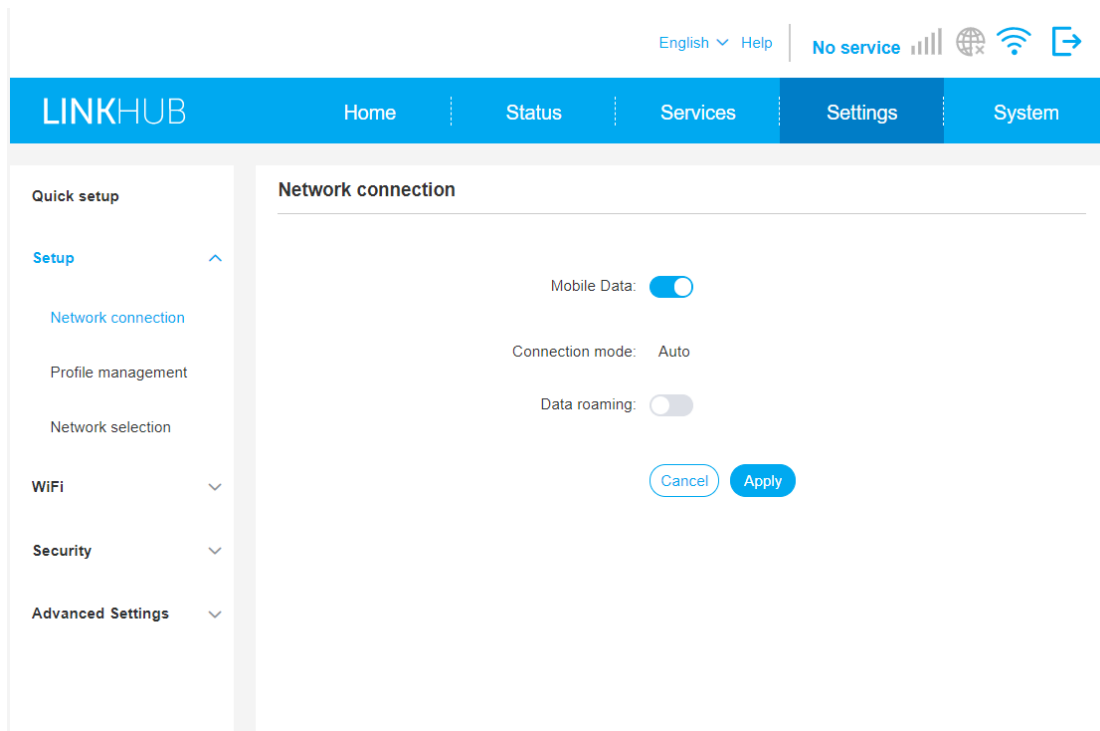 English Help No service
LINKHUB Home Status Services Settings System
Quick setup
Network connection
Setup
Mobile Data:
Network connection
Connection mode: Auto
Profile management
Data roaming:
Network selection
Cancel Apply
WiFi
Security
Advanced Settings